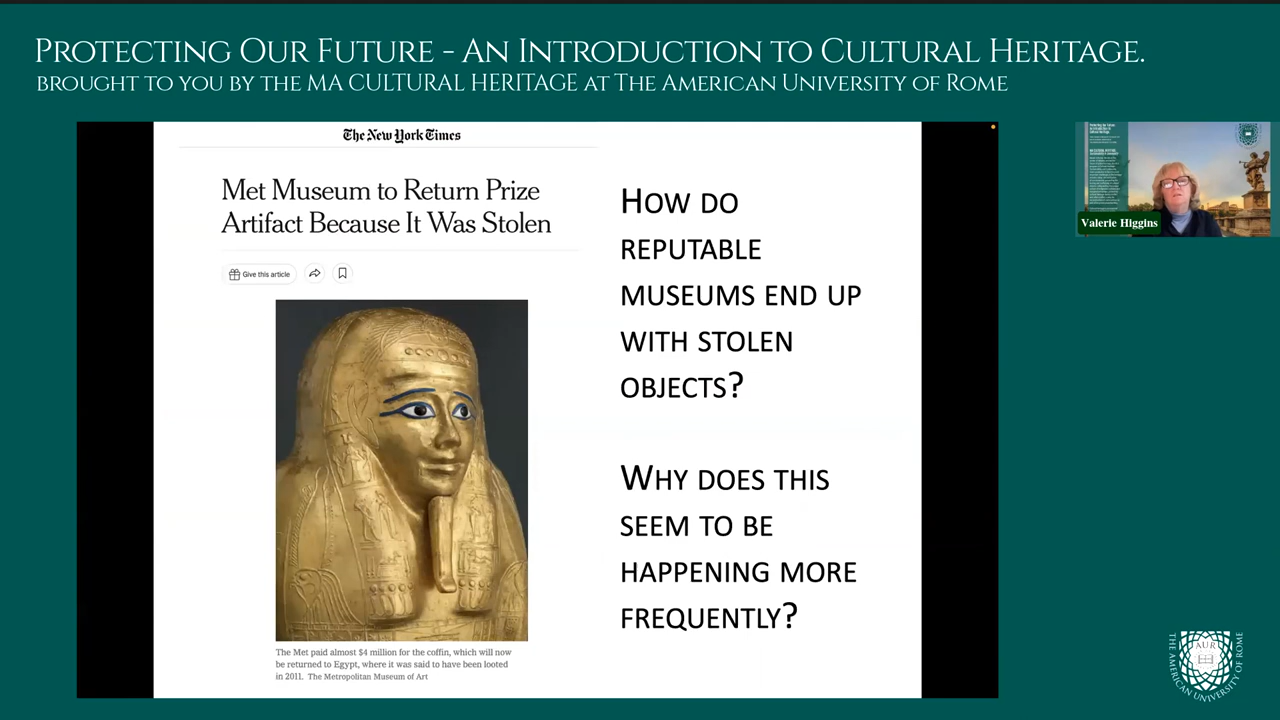 PROTECTING OUR FUTURE - AN INTRODUCTION TO CULTURAL HERITAGE.
BROUGHT TO YOU BY THE MA CULTURAL HERITAGE AT THE AMERICAN UNIVERSITY OF ROME
The New York Times
Met Museum to Return Prize
Artifact Because It Was Stolen
Give this article
The Met paid almost $4 million for the coffin, which will now
be returned to Egypt, where it was said to have been looted
in 2011. The Metropolitan Museum of Art
HOW DO
REPUTABLE
MUSEUMS END UP
WITH STOLEN
OBJECTS?
WHY DOES THIS
SEEM TO BE
HAPPENING MORE
FREQUENTLY?
Valerie Higgins
AUR
THE AMERICAN UNIVERSITY OF ROME